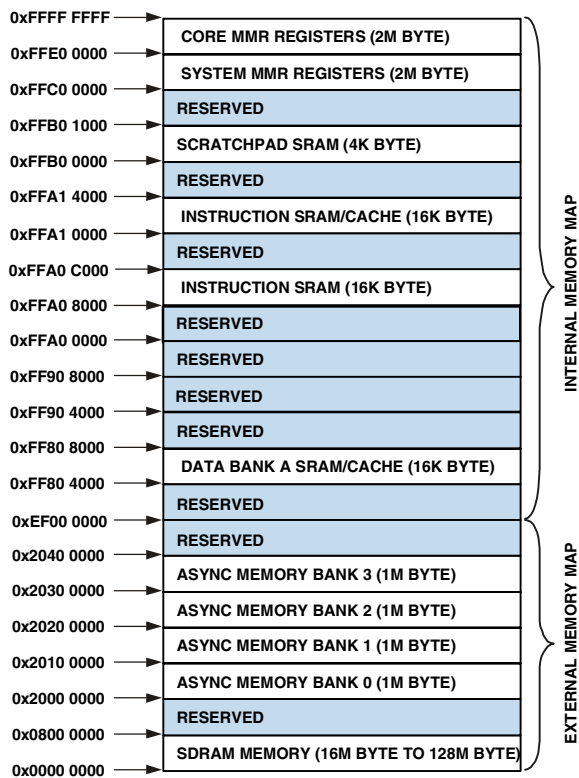 0xFFFF FFFF
CORE MMR REGISTERS (2M BYTE)
0xFFE0 0000
SYSTEM MMR REGISTERS (2M BYTE)
0xFFC0 0000
RESERVED
0xFFB0 1000
SCRATCHPAD SRAM (4K BYTE)
0xFFB0 0000
RESERVED
0xFFA1 4000
INSTRUCTION SRAM/CACHE (16K BYTE)
0xFFA1 0000
RESERVED
0xFFA0 C000
INSTRUCTION SRAM (16K BYTE)
0xFFA0 8000
RESERVED
0xFFA0 0000
RESERVED
0xFF90 8000
RESERVED
0xFF90 4000
RESERVED
0xFF80 8000
DATA BANK A SRAM/CACHE (16K BYTE)
0xFF80 4000
RESERVED
0xEF00 0000
RESERVED
0x2040 0000
ASYNC MEMORY BANK 3 (1M BYTE)
0x2030 0000
ASYNC MEMORY BANK 2 (1M BYTE)
0x2020 0000
ASYNC MEMORY BANK 1 (1M BYTE)
0x2010 0000
ASYNC MEMORY BANK 0 (1M BYTE)
0x2000 0000
RESERVED
0x0800 0000
SDRAM MEMORY (16M BYTE TO 128M BYTE)
0x0000 0000
INTERNAL MEMORY MAP
EXTERNAL MEMORY MAP